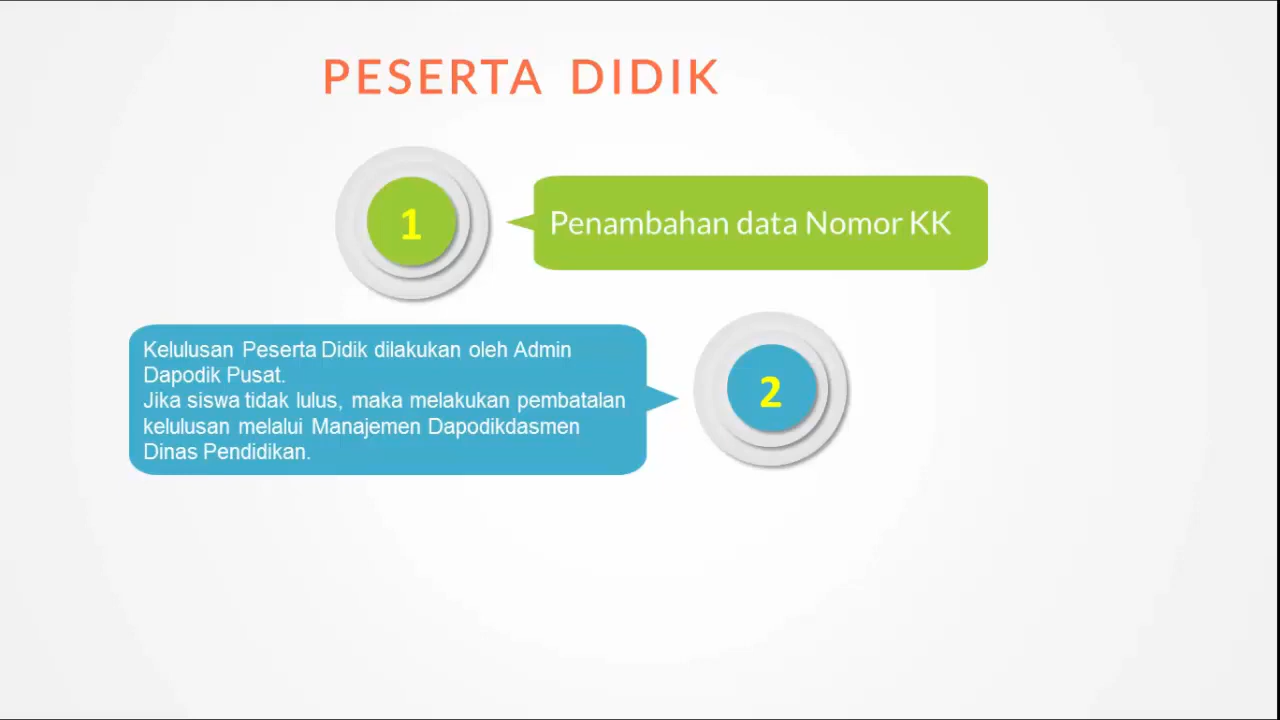 PESERTA DIDIK
1
Penambahan data Nomor KK
Kelulusan Peserta Didik dilakukan oleh Admin
Dapodik Pusat.
Jika siswa tidak lulus, maka melakukan pembatalan
kelulusan melalui Manajemen Dapodikdasmen
Dinas Pendidikan.
2